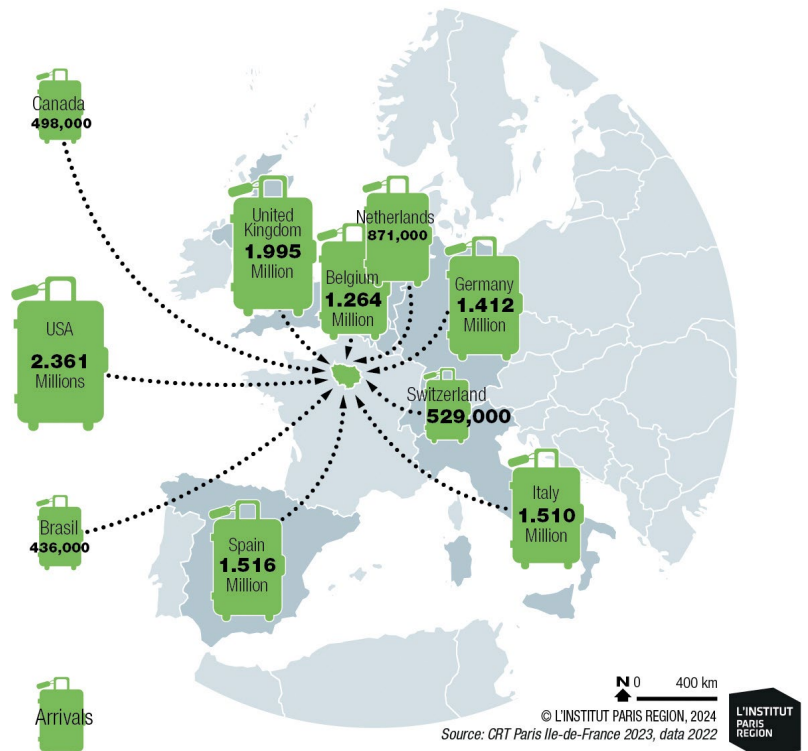 Canada
498,000
United
Kingdom
1.995
Million
Netherlands
871,000
Belgium
1.264
Million
Germany
1.412
Million
USA
2.361
Millions
Switzerland
529,000
Brasil
436,000
Spain
1.516
Million
Italy
1.510
Million
Arrivals
N 0 400 km
© L'INSTITUT PARIS REGION, 2024
Source: CRT Paris Ile-de-France 2023, data 2022
L'INSTITUT
PARIS
REGION